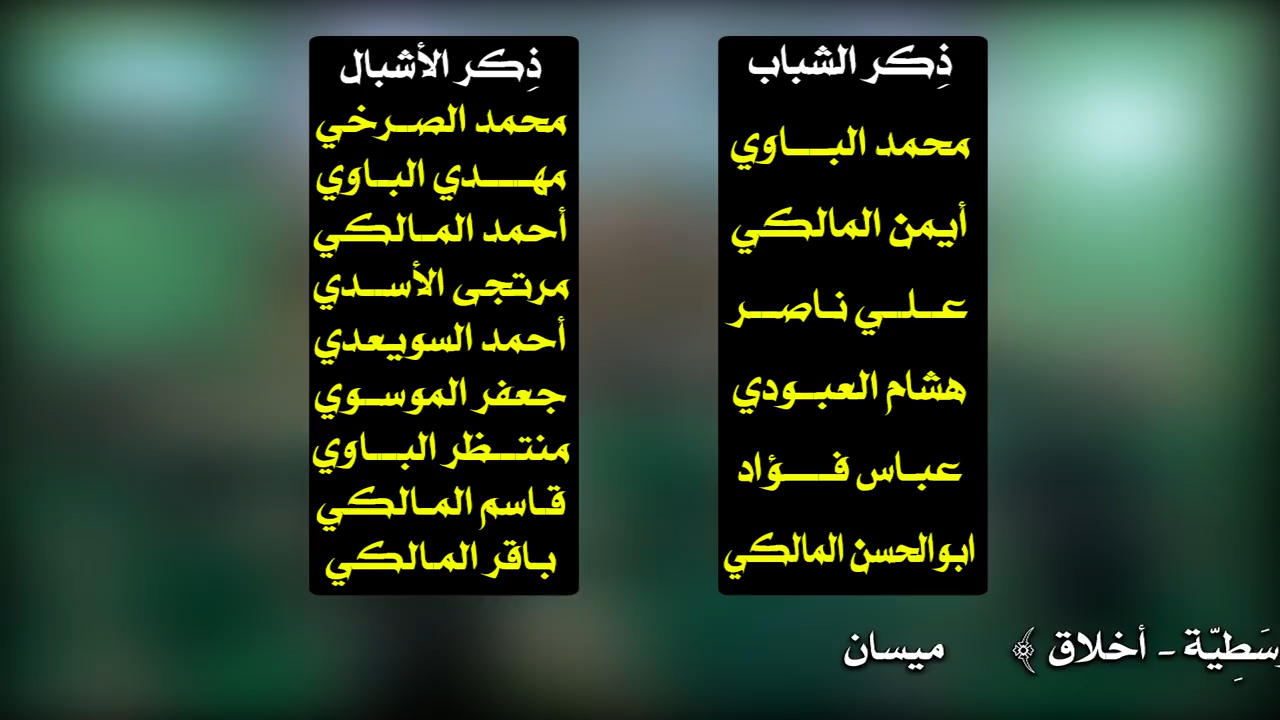 ذِكر الشباب
محمد الباوي
أيمن المالكي
علي ناصر
هشام العبودي
عباس فؤاد
ابوالحسن المالكي
ذِكر الأشبال
محمد الصرخي
مهدي الباوي
أحمد المالكي
مرتجى الأسدي
أحمد السويعدي
جعفر الموسوي
منتظر الباوي
قاسم المالكي
باقر المالكي
وسَطِيّة - أخلاق ﴾ ميسان